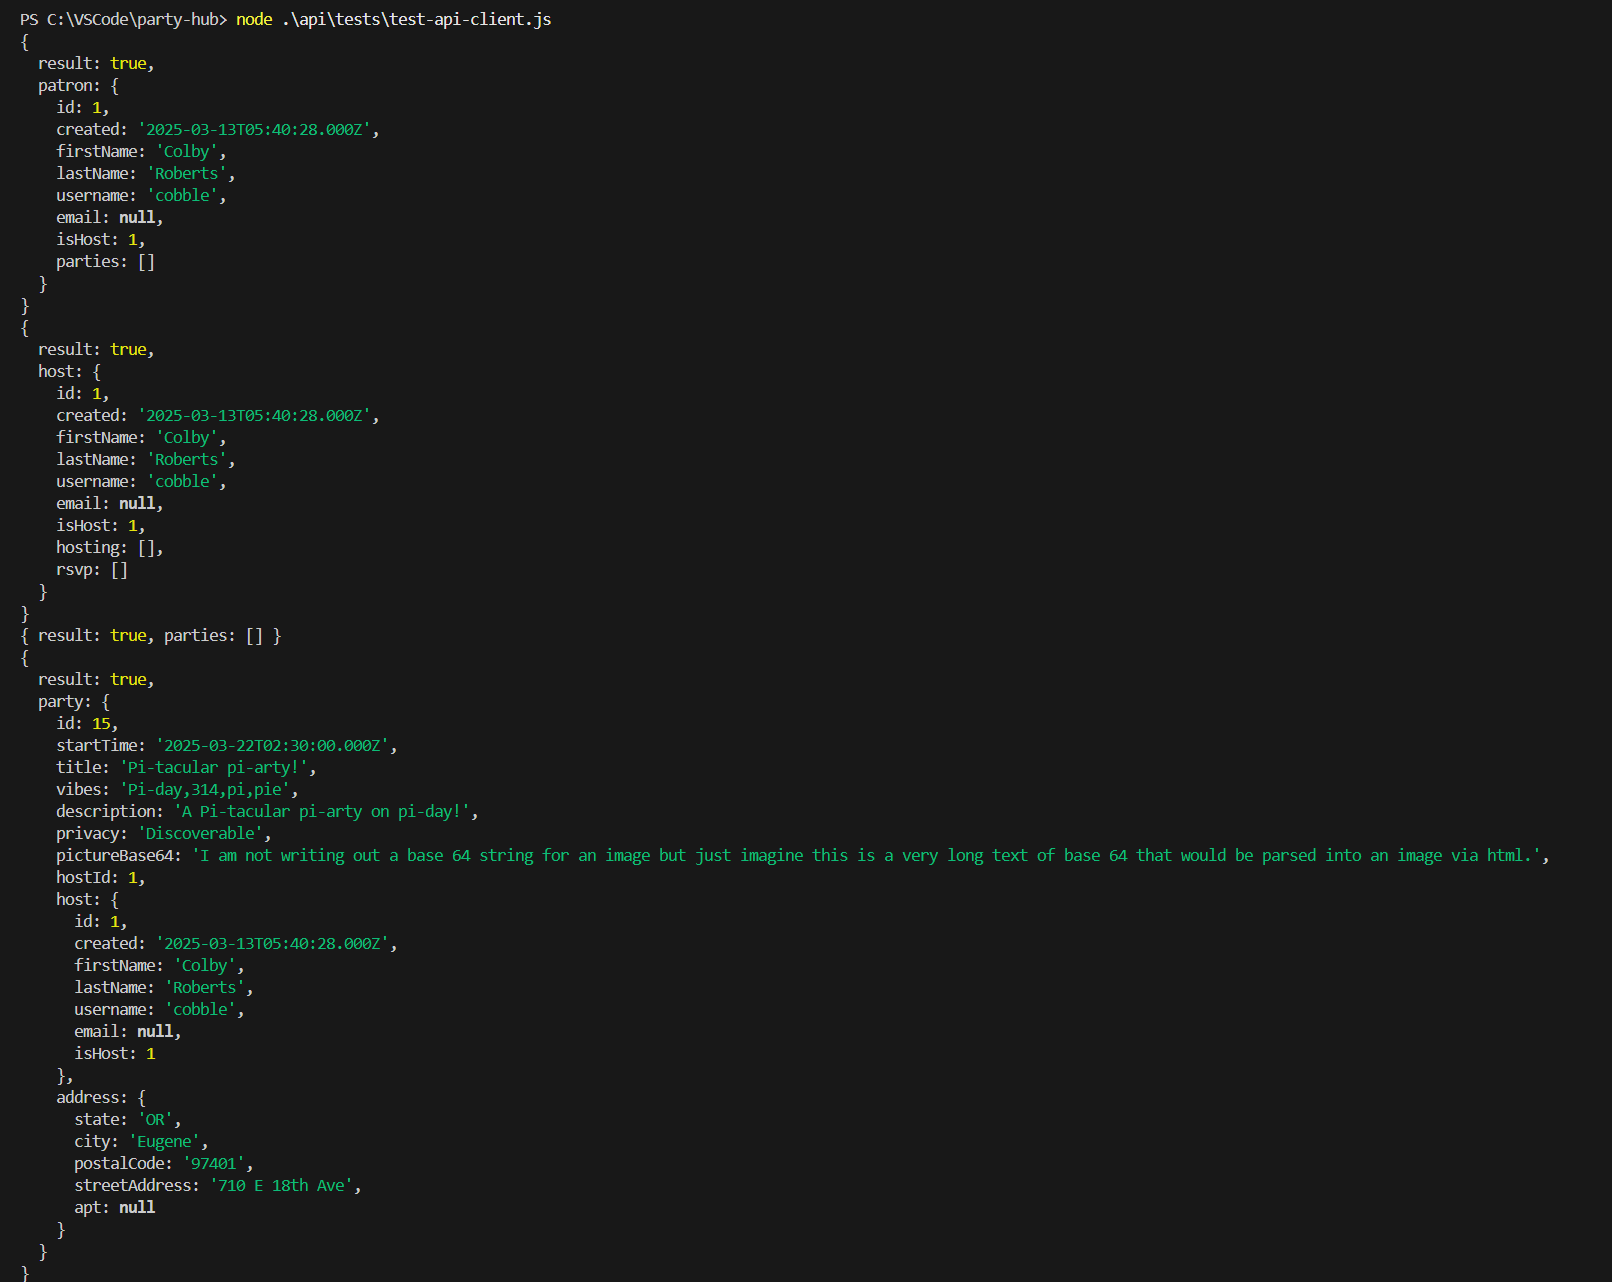 PS C:\VSCode\party-hub> node .\api\tests\test-api-client.js
{
  result: true,
  patron: {
    id: 1,
    created: '2025-03-13T05:40:28.000Z',
    firstName: 'Colby',
    lastName: 'Roberts',
    username: 'cobble',
    email: null,
    isHost: 1,
    parties: []
  }
}
{
  result: true,
  host: {
    id: 1,
    created: '2025-03-13T05:40:28.000Z',
    firstName: 'Colby',
    lastName: 'Roberts',
    username: 'cobble',
    email: null,
    isHost: 1,
    hosting: [],
    rsvp: []
  }
}
{ result: true, parties: [] }
{
  result: true,
  party: {
    id: 15,
    startTime: '2025-03-22T02:30:00.000Z',
    title: 'Pi-tacular pi-arty!',
    vibes: 'Pi-day,314,pi,pie',
    description: 'A Pi-tacular pi-arty on pi-day!',
    privacy: 'Discoverable',
    pictureBase64: 'I am not writing out a base 64 string for an image but just imagine this is a very long text of base 64 that would be parsed into an image via html.',
    hostId: 1,
    host: {
      id: 1,
      created: '2025-03-13T05:40:28.000Z',
      firstName: 'Colby',
      lastName: 'Roberts',
      username: 'cobble',
      email: null,
      isHost: 1
    },
    address: {
      state: 'OR',
      city: 'Eugene',
      postalCode: '97401',
      streetAddress: '710 E 18th Ave',
      apt: null
    }
  }
}